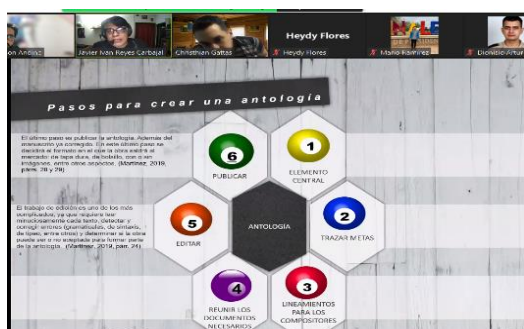 on Andino
Javier Ivan Reyes Carbajal
Christhian Gattas
Heydy Flores
Heydy Flores
Mario Ramirez
Dionicio Artur
Pasos para crear una antología
El último paso es publicar la antología. Además del
manuscrito ya corregido. En este último paso se
decidirá el formato en el que la obra saldrá al
mercado: de tapa dura, de bolsillo, con o sin
imágenes, entre otros aspectos. (Martínez, 2019,
párrs. 28 y 29).
6
PUBLICAR
1
ELEMENTO
CENTRAL
El trabajo de edición es uno de los más
complicados, ya que requiere leer
minuciosamente cada texto, detectar y
corregir errores (gramaticales, de sintaxis,
de tipeo, entre otros) y determinar si la obra
puede ser o no aceptada para formar parte
de la antología. (Martínez, 2019, párr. 24)
5
EDITAR
ANTOLOGÍA
2
TRAZAR METAS
4
REUNIR LOS
DOCUMENTOS
NECESARIOS
3
LINEAMIENTOS
PARA LOS
COMPOSITORES